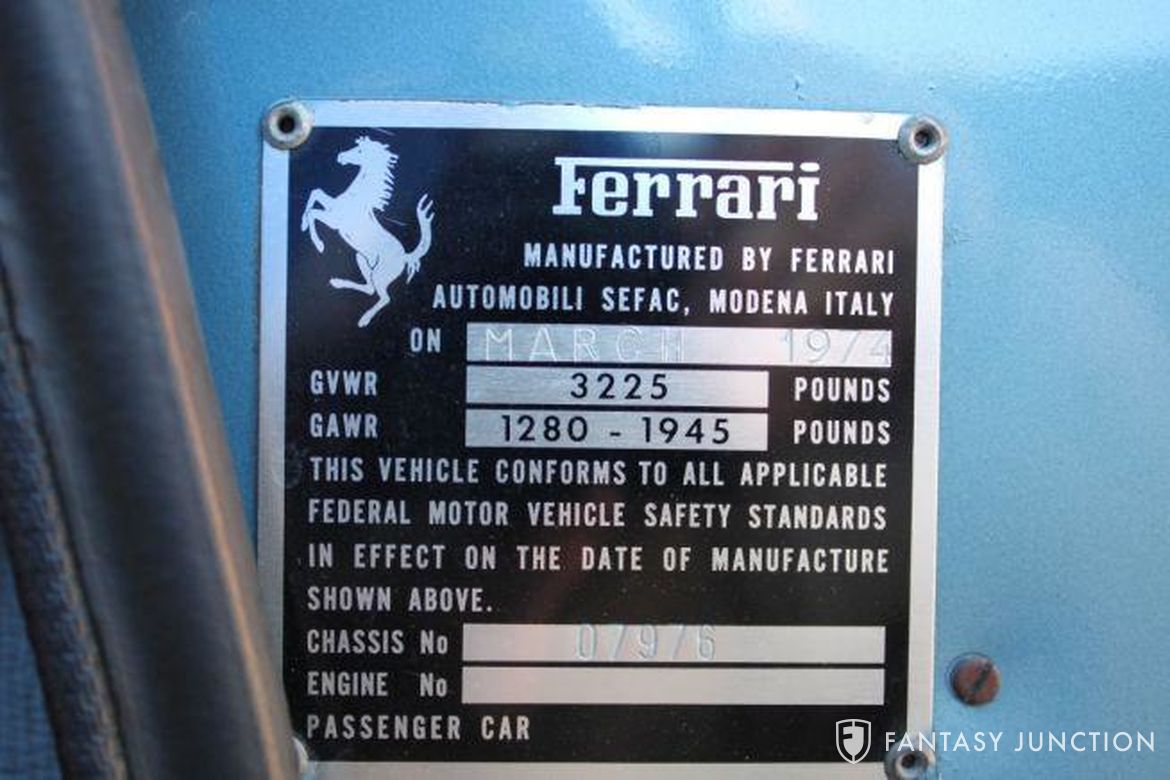 Ferrari
MANUFACTURED BY FERRARI
AUTOMOBILI SEFAC, MODENA ITALY
ON MARCH 1974
GVWR 3225 POUNDS
GAWR 1280 - 1945 POUNDS
THIS VEHICLE CONFORMS TO ALL APPLICABLE
FEDERAL MOTOR VEHICLE SAFETY STANDARDS
IN EFFECT ON THE DATE OF MANUFACTURE
SHOWN ABOVE.
CHASSIS No 07976
ENGINE No
PASSENGER CAR
FANTASY JUNCTION